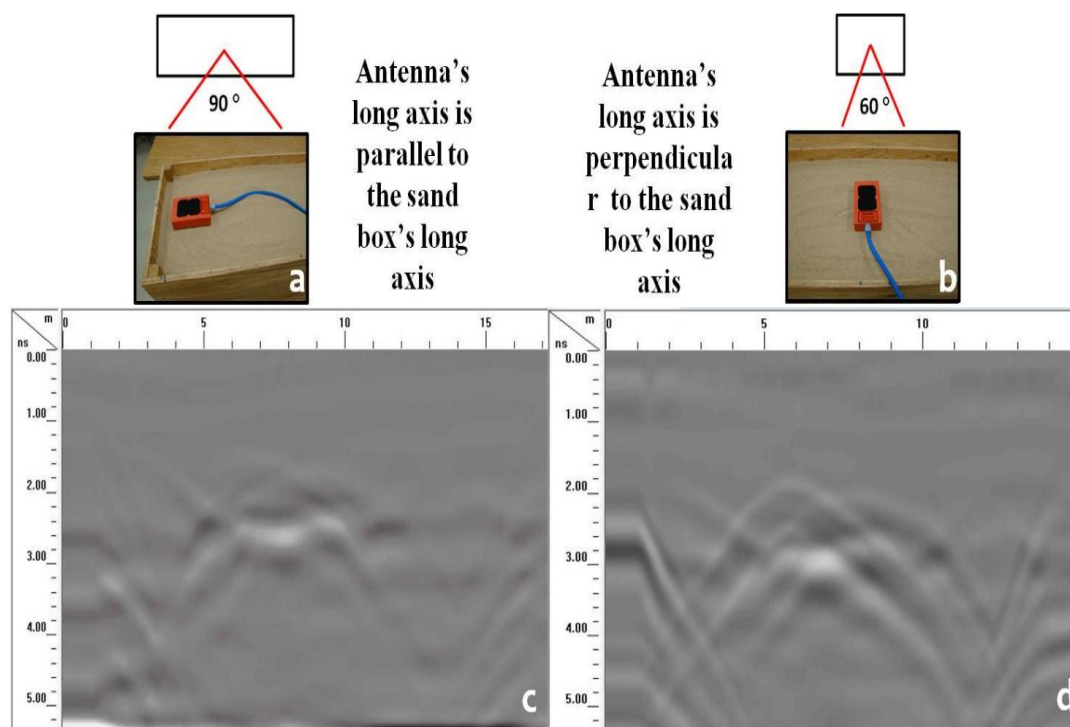 90 °
Antenna's
long axis is
parallel to
the sand
box's long
axis
a
60 °
Antenna's
long axis is
perpendicula
r to the sand
box's long
axis
b
m
ns
0 5 10 15
0.00
1.00
2.00
3.00
4.00
5.00
c
m
ns
0 5 10
0.00
1.00
2.00
3.00
4.00
5.00
d